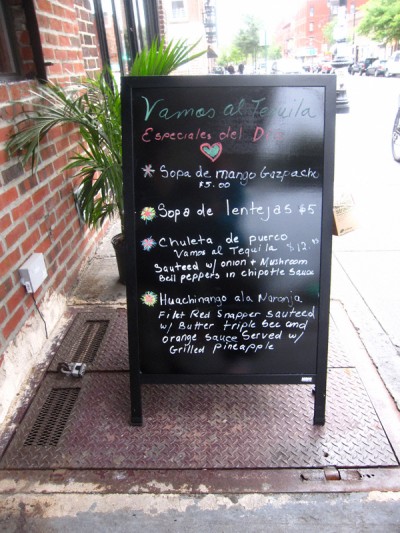 Vamos al Tequila
Especiales del Dia
Sopa de mango Gazpacho
$5.00
Sopa de lentejas $5
Chuleta de puerco
Vamos al Tequila $12.
Sauteed w/ onion + Mushroom
Bell peppers in chipotle sauce
Huachinango ala Naranja
Filet Red Snapper sauteed
w/ Butter triple sec and
orange sauce Served w/
Grilled Pineapple